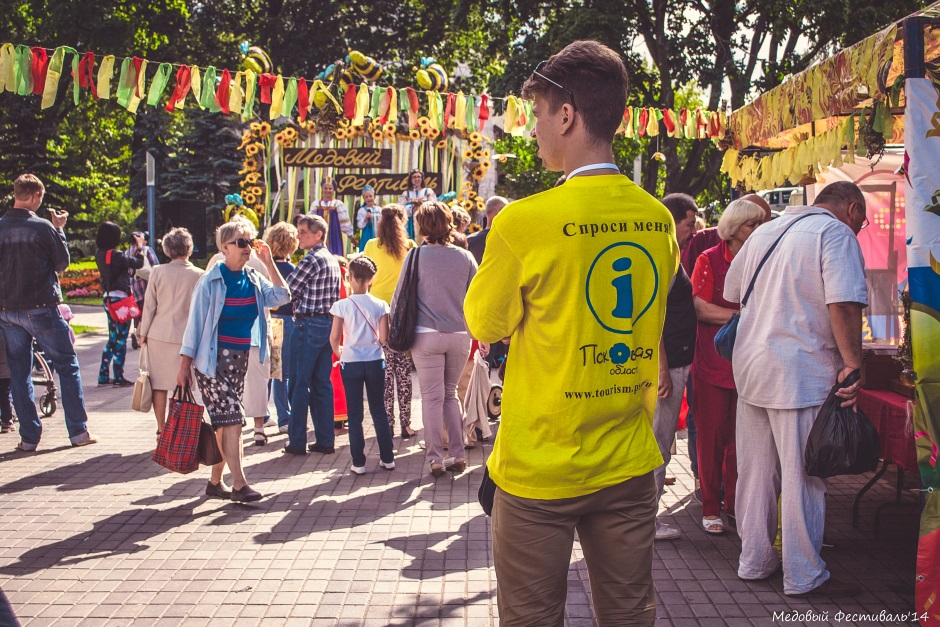 Медовый
Фестиваль
Спроси меня!
i
Псковская
область
www.tourism.
Медовый Фестиваль'14